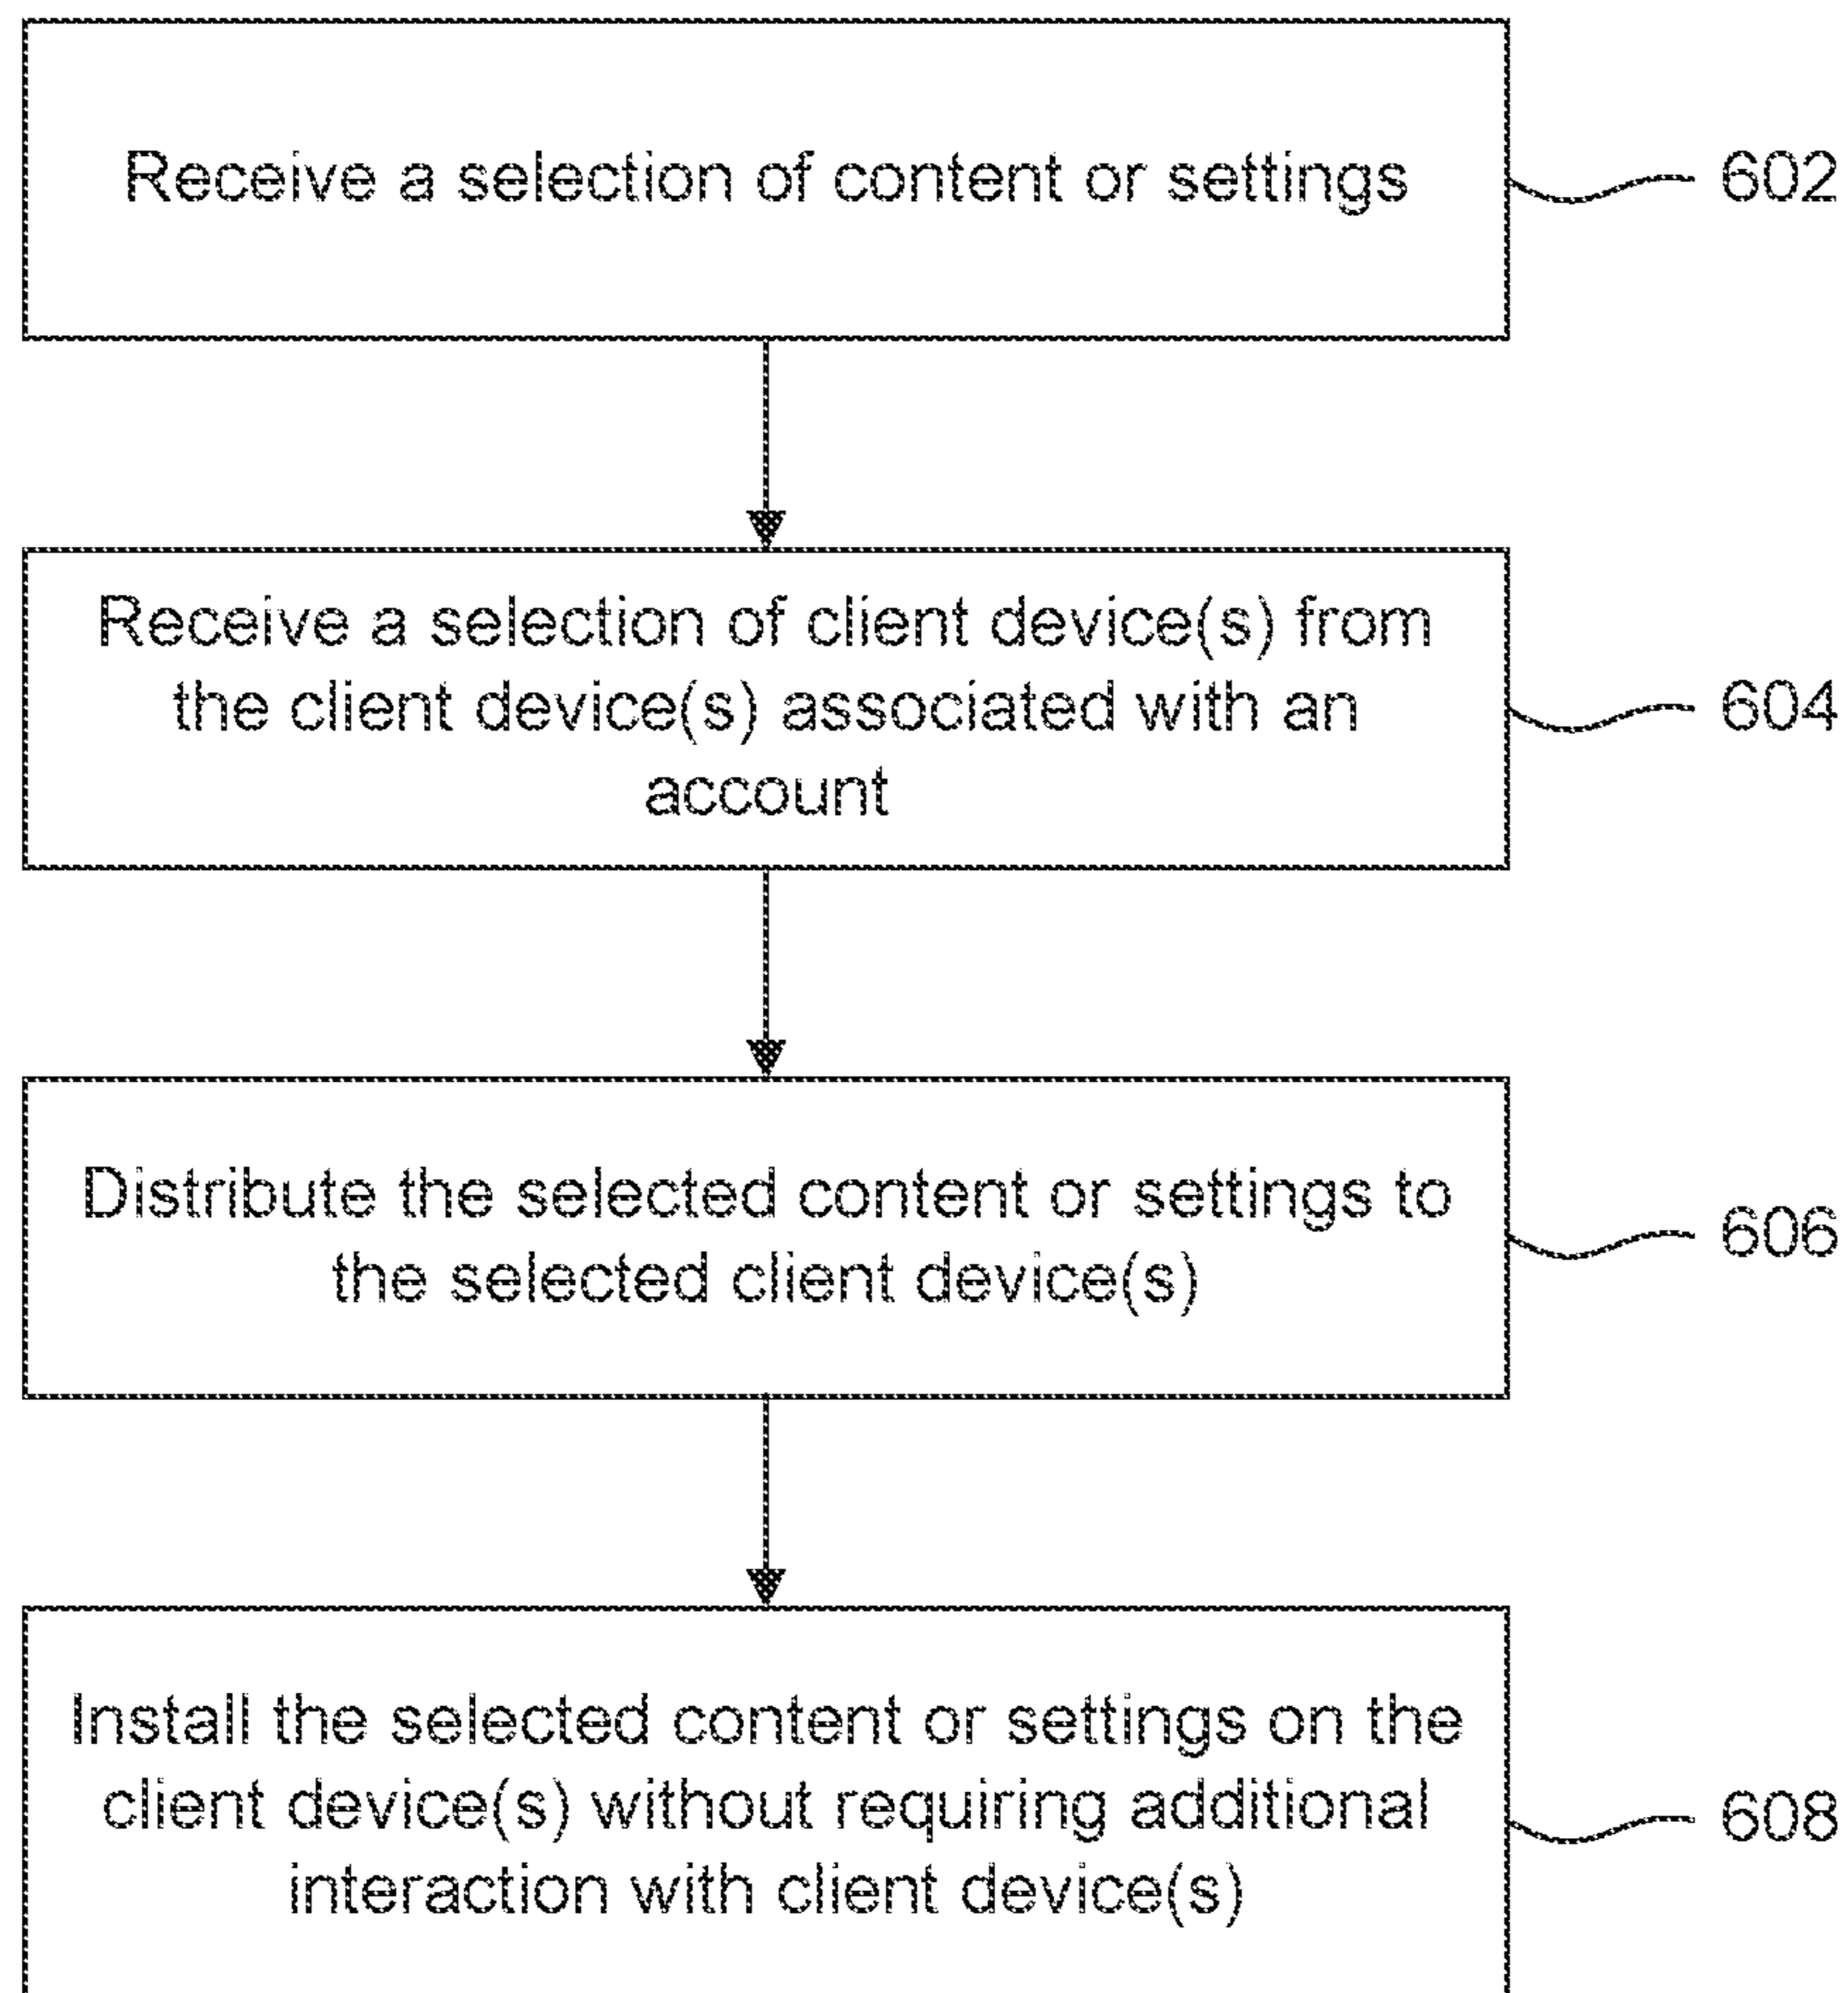 Receive a selection of content or settings
602
Receive a selection of client device(s) from
the client device(s) associated with an
account
604
Distribute the selected content or settings to
the selected client device(s)
606
Install the selected content or settings on the
client device(s) without requiring additional
interaction with client device(s)
608